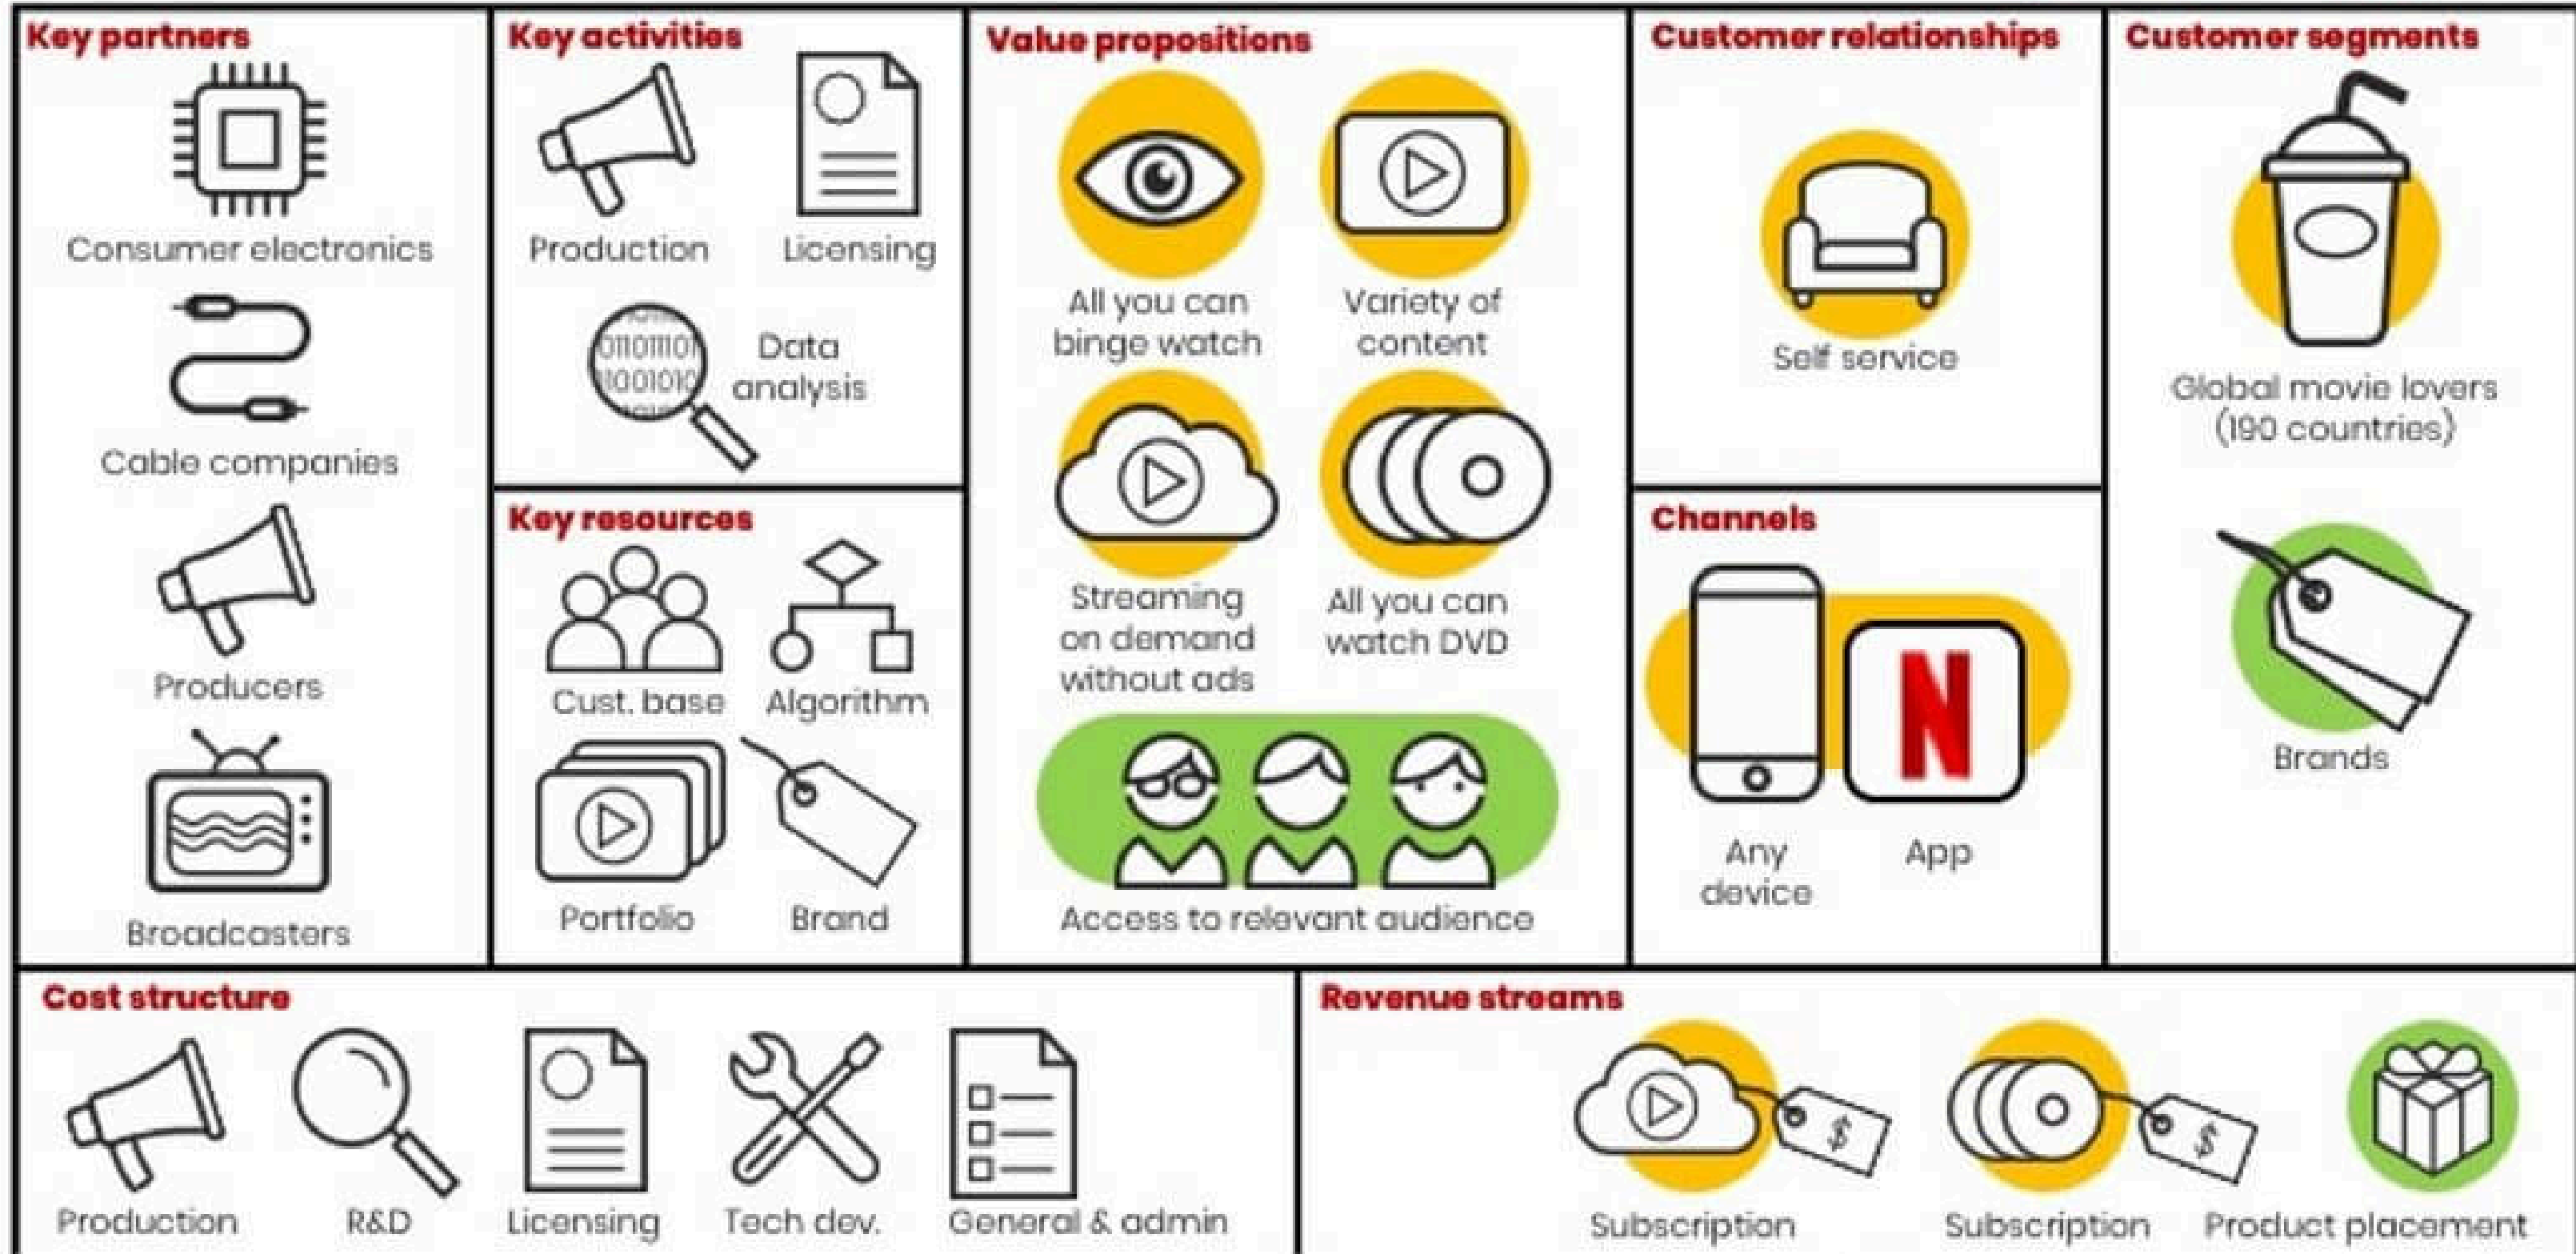 Key partners
Consumer electronics
Cable companies
Producers
Broadcasters
Key activities
Production
Licensing
01101110
11001010
Data
analysis
Key resources
Cust. base
Algorithm
Portfolio
Brand
Value propositions
All you can
binge watch
Variety of
content
Streaming
on demand
without ads
All you can
watch DVD
Access to relevant audience
Customer relationships
Self service
Channels
N
Any
device
App
Customer segments
Global movie lovers
(190 countries)
Brands
Cost structure
Production
R&D
Licensing
Tech dev.
General & admin
Revenue streams
$
Subscription
$
Subscription
Product placement